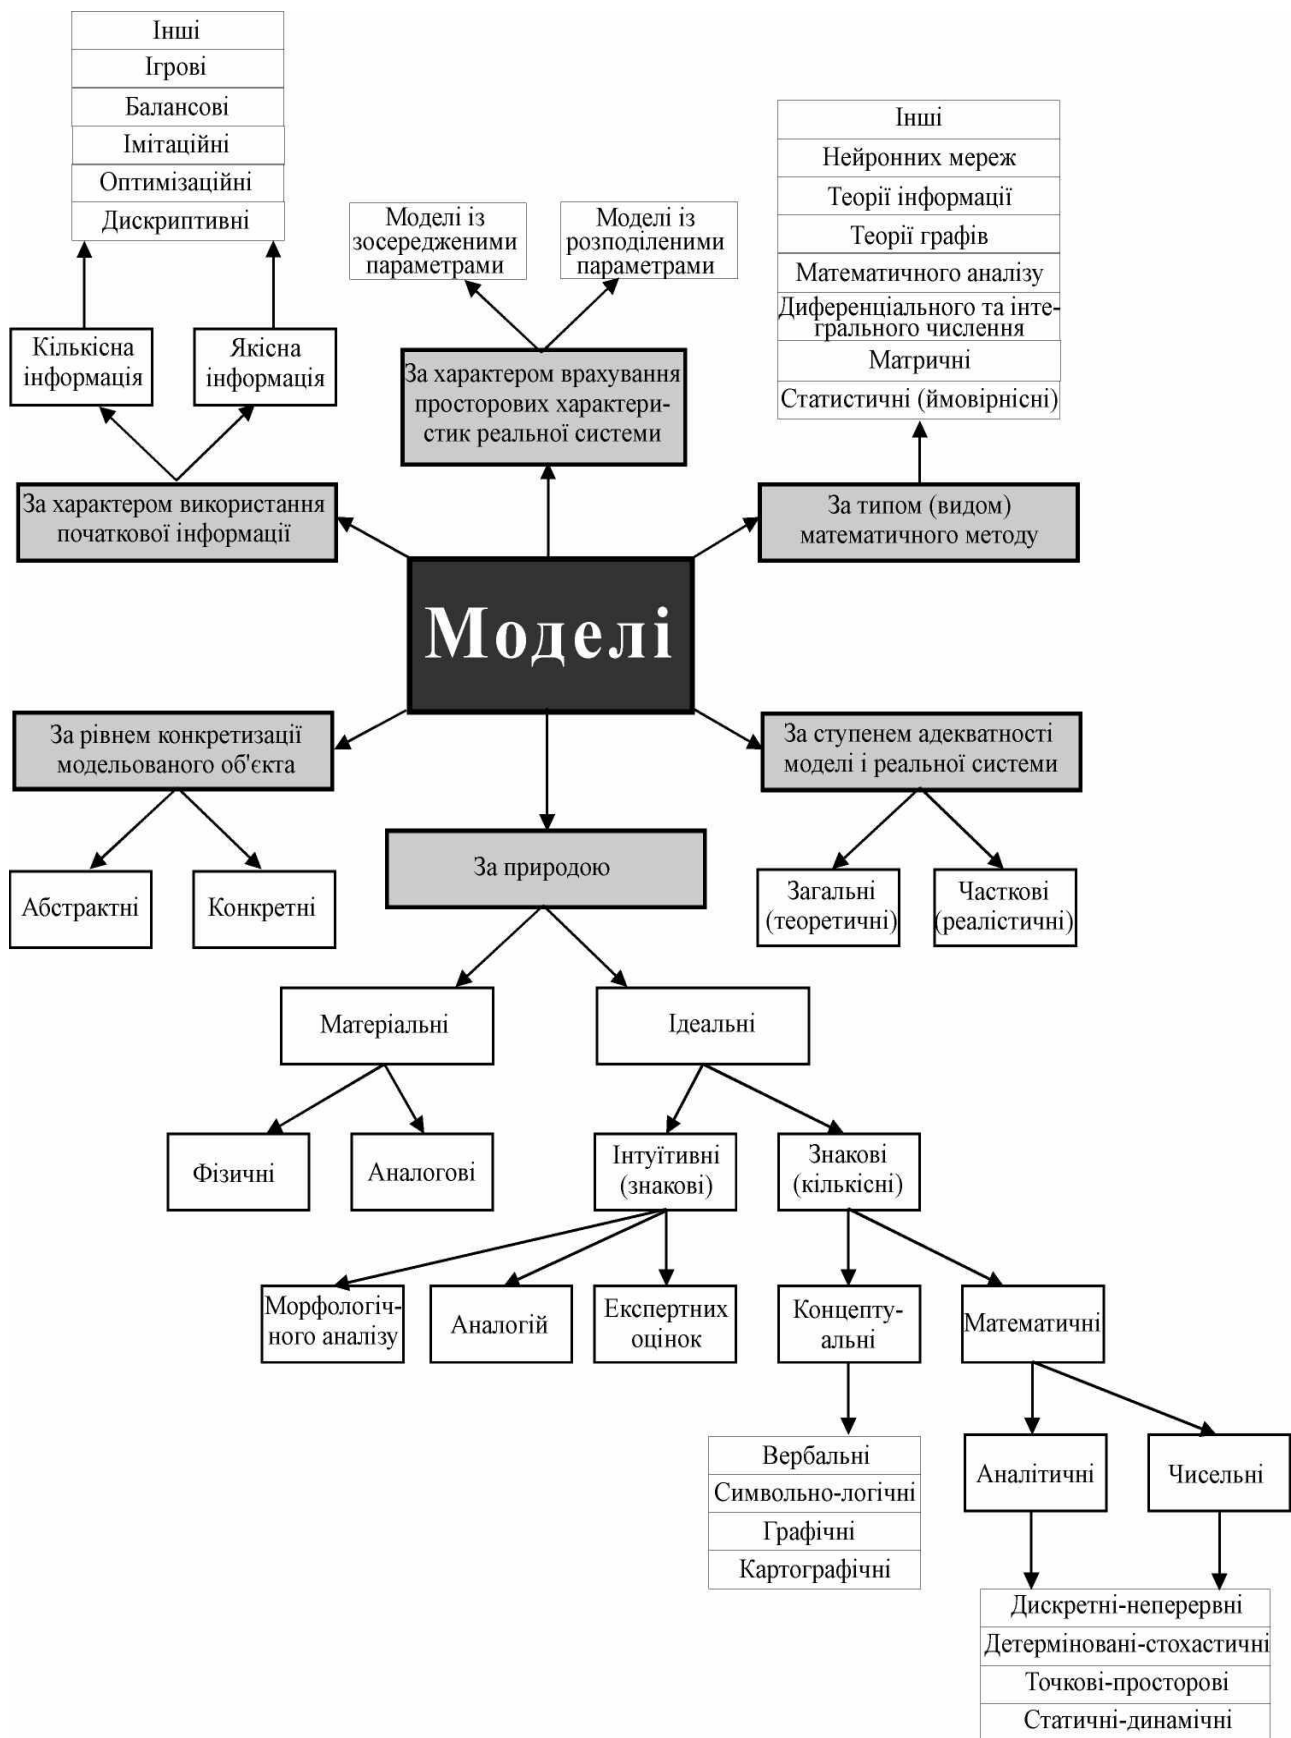 Інші
Ігрові
Балансові
Імітаційні
Оптимізаційні
Дискриптивні
Кількісна
інформація
Якісна
інформація
За характером використання
початкової інформації
Моделі із
зосередженими
параметрами
Моделі із
розподіленими
параметрами
За характером врахування
просторових характери-
стик реальної системи
Інші
Нейронних мереж
Теорії інформації
Теорії графів
Математичного аналізу
Диференціального та інте-
грального числення
Матричні
Статистичні (ймовірнісні)
За типом (видом)
математичного методу
Моделі
За рівнем конкретизації
модельованого об'єкта
Абстрактні
Конкретні
За природою
За ступенем адекватності
моделі і реальної системи
Загальні
(теоретичні)
Часткові
(реалістичні)
Матеріальні
Ідеальні
Фізичні
Аналогові
Інтуїтивні
(знакові)
Знакові
(кількісні)
Морфологіч-
ного аналізу
Аналогій
Експертних
оцінок
Концепту-
альні
Математичні
Вербальні
Символьно-логічні
Графічні
Картографічні
Аналітичні
Чисельні
Дискретні-неперервні
Детерміновані-стохастичні
Точкові-просторові
Статичні-динамічні